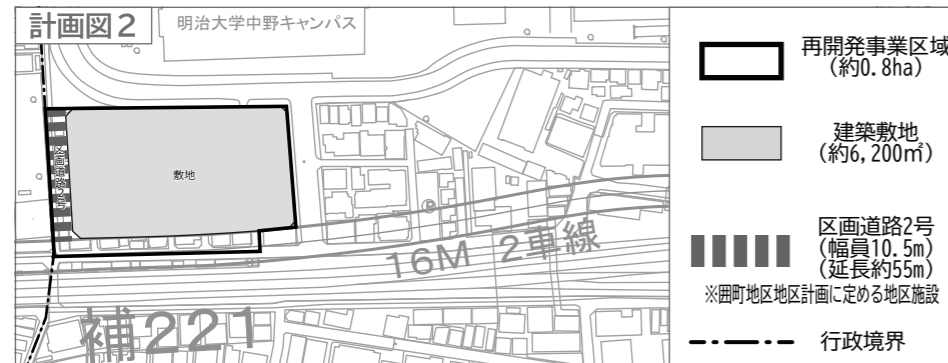 計画図2
明治大学中野キャンパス
区画道路2号
敷地
16M 2車線
補221
再開発事業区域
(約0.8ha)
建築敷地
(約6,200㎡)
区画道路2号
(幅員10.5m)
(延長約55m)
※囲町地区地区計画に定める地区施設
行政境界